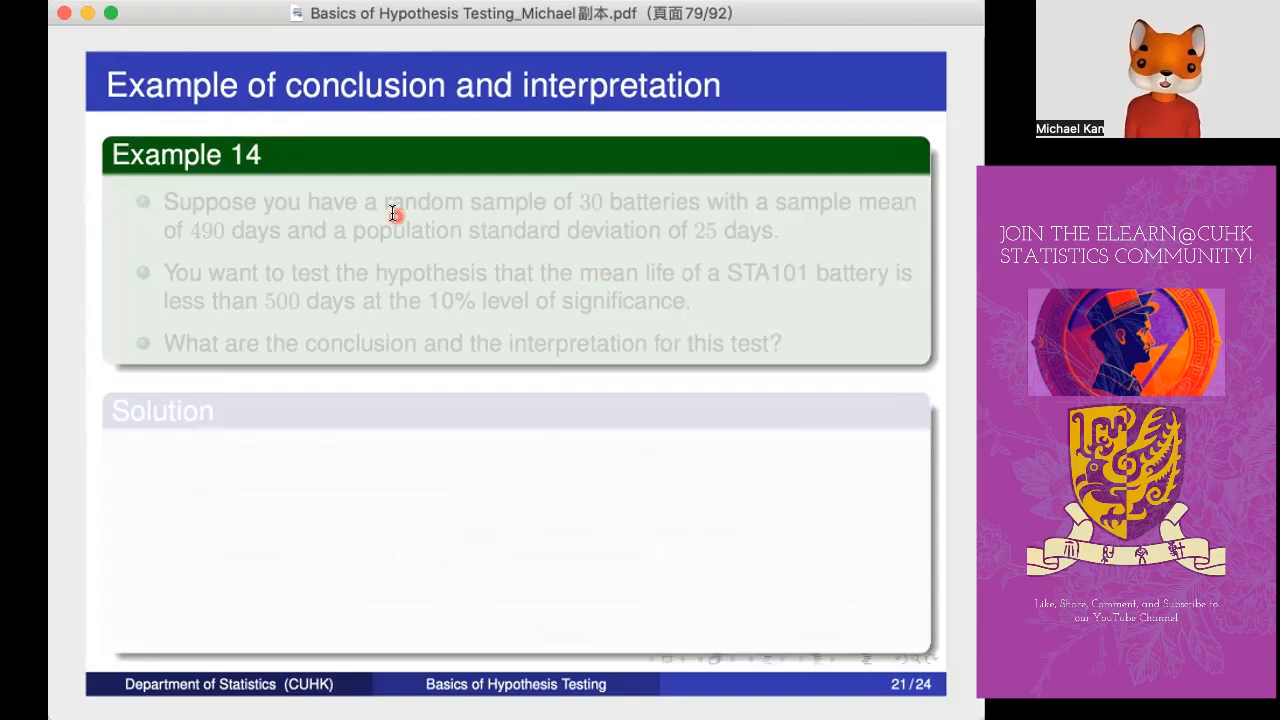 Basics of Hypothesis Testing_Michael副本.pdf（頁面 79/92）
Example of conclusion and interpretation
Example 14
Suppose you have a random sample of 30 batteries with a sample mean
of 490 days and a population standard deviation of 25 days.
You want to test the hypothesis that the mean life of a STA101 battery is
less than 500 days at the 10% level of significance.
What are the conclusion and the interpretation for this test?
Solution
Department of Statistics (CUHK)
Basics of Hypothesis Testing
21 / 24
Michael Kan
JOIN THE ELEARN@CUHK
STATISTICS COMMUNITY!
Like, Share, Comment, and Subscribe to
our YouTube Channel